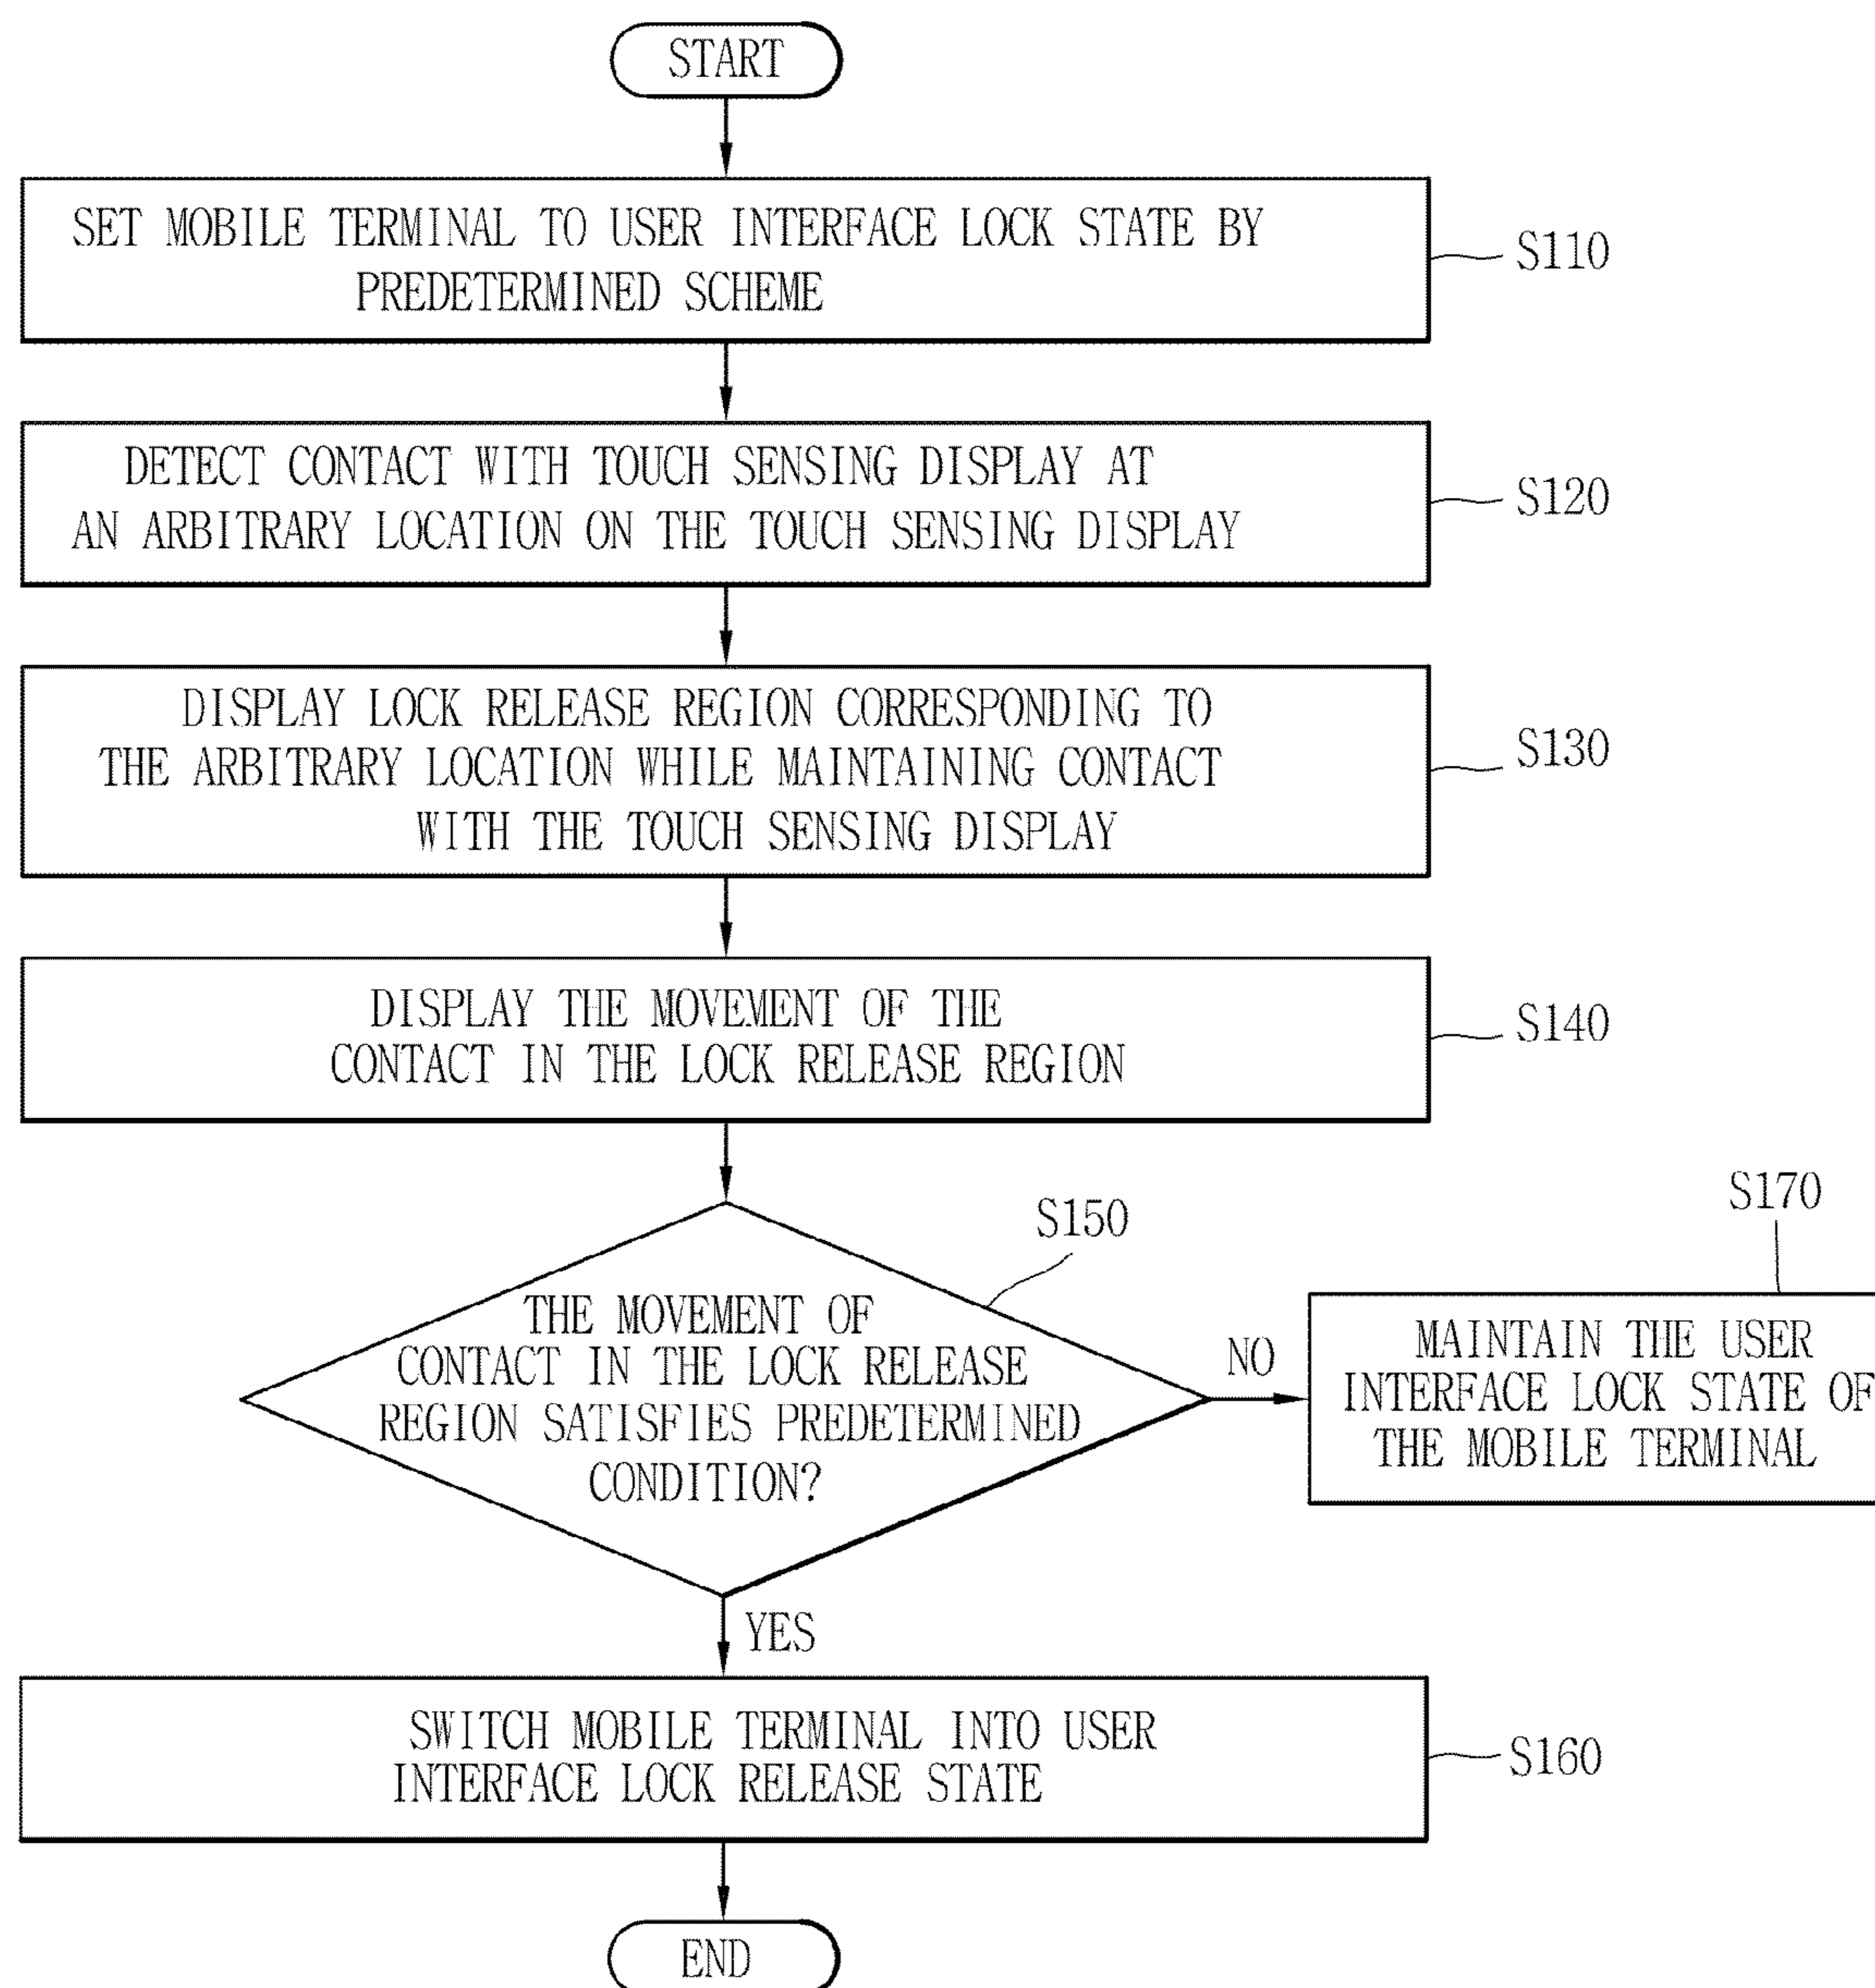 START
SET MOBILE TERMINAL TO USER INTERFACE LOCK STATE BY
PREDETERMINED SCHEME
S110
DETECT CONTACT WITH TOUCH SENSING DISPLAY AT
AN ARBITRARY LOCATION ON THE TOUCH SENSING DISPLAY
S120
DISPLAY LOCK RELEASE REGION CORRESPONDING TO
THE ARBITRARY LOCATION WHILE MAINTAINING CONTACT
WITH THE TOUCH SENSING DISPLAY
S130
DISPLAY THE MOVEMENT OF THE
CONTACT IN THE LOCK RELEASE REGION
S140
S150
THE MOVEMENT OF
CONTACT IN THE LOCK RELEASE
REGION SATISFIES PREDETERMINED
CONDITION?
NO
S170
MAINTAIN THE USER
INTERFACE LOCK STATE OF
THE MOBILE TERMINAL
YES
SWITCH MOBILE TERMINAL INTO USER
INTERFACE LOCK RELEASE STATE
S160
END